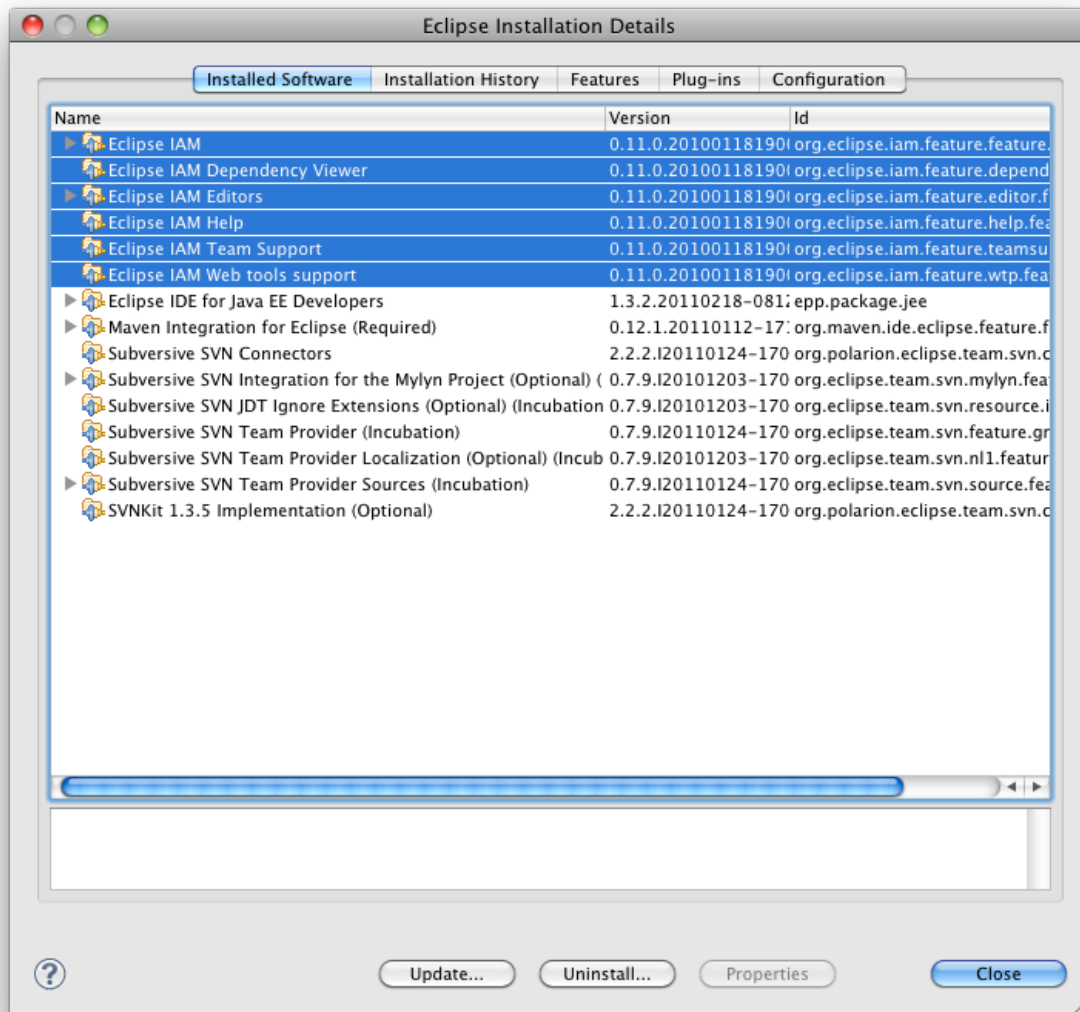 Eclipse Installation Details
Installed Software Installation History Features Plug-ins Configuration
Name Version Id
Eclipse IAM 0.11.0.20100118190( org.eclipse.iam.feature.feature.
Eclipse IAM Dependency Viewer 0.11.0.20100118190( org.eclipse.iam.feature.depend
Eclipse IAM Editors 0.11.0.20100118190( org.eclipse.iam.feature.editor.f
Eclipse IAM Help 0.11.0.20100118190( org.eclipse.iam.feature.help.fea
Eclipse IAM Team Support 0.11.0.20100118190( org.eclipse.iam.feature.teamsu
Eclipse IAM Web tools support 0.11.0.20100118190( org.eclipse.iam.feature.wtp.fea
Eclipse IDE for Java EE Developers 1.3.2.20110218-0812 epp.package.jee
Maven Integration for Eclipse (Required) 0.12.1.20110112-171 org.maven.ide.eclipse.feature.f
Subversive SVN Connectors 2.2.2.I20110124-170 org.polarion.eclipse.team.svn.c
Subversive SVN Integration for the Mylyn Project (Optional) ( 0.7.9.I20101203-170 org.eclipse.team.svn.mylyn.fea
Subversive SVN JDT Ignore Extensions (Optional) (Incubation 0.7.9.I20101203-170 org.eclipse.team.svn.resource.i
Subversive SVN Team Provider (Incubation) 0.7.9.I20110124-170 org.eclipse.team.svn.feature.gr
Subversive SVN Team Provider Localization (Optional) (Incub 0.7.9.I20101203-170 org.eclipse.team.svn.nl1.featur
Subversive SVN Team Provider Sources (Incubation) 0.7.9.I20110124-170 org.eclipse.team.svn.source.fea
SVNKit 1.3.5 Implementation (Optional) 2.2.2.I20110124-170 org.polarion.eclipse.team.svn.c
? Update... Uninstall... Properties Close